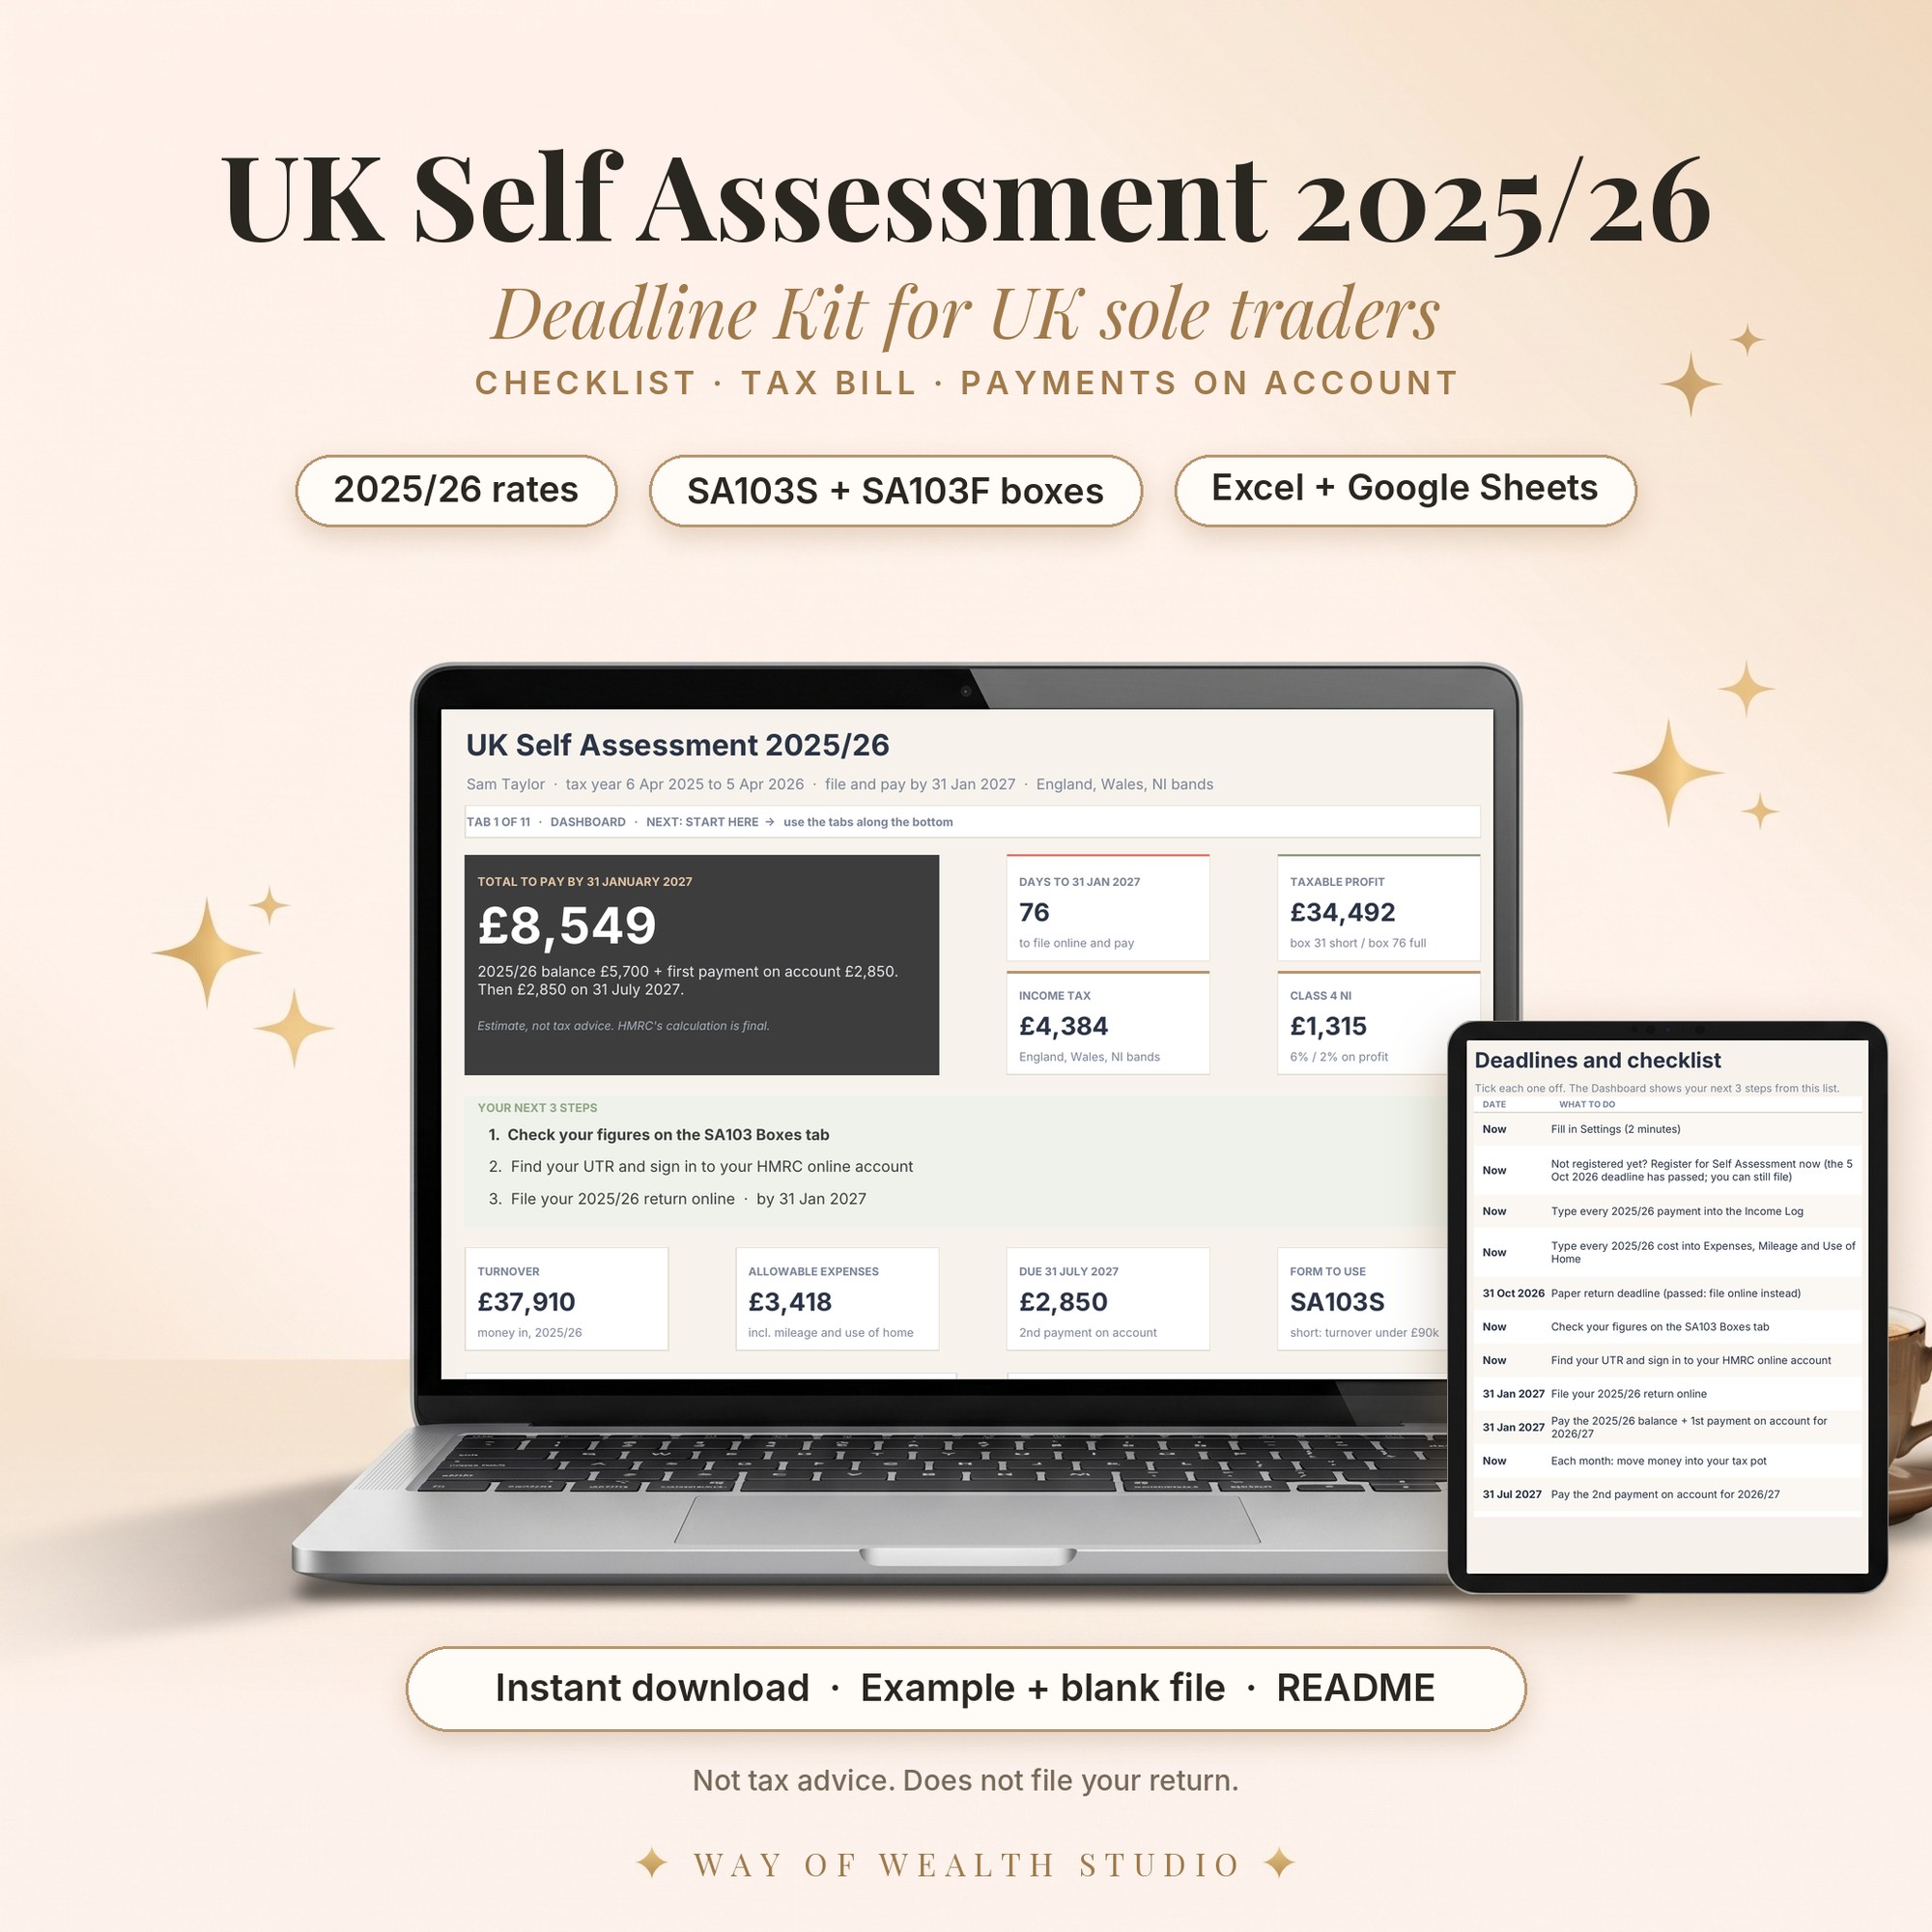 UK Self Assessment 2025/26
Deadline Kit for UK sole traders
CHECKLIST · TAX BILL · PAYMENTS ON ACCOUNT
2025/26 rates
SA103S + SA103F boxes
Excel + Google Sheets
UK Self Assessment 2025/26
Sam Taylor · tax year 6 Apr 2025 to 5 Apr 2026 · file and pay by 31 Jan 2027 · England, Wales, NI bands
TAB 1 OF 11 · DASHBOARD · NEXT: START HERE → use the tabs along the bottom
TOTAL TO PAY BY 31 JANUARY 2027
£8,549
2025/26 balance £5,700 + first payment on account £2,850.
Then £2,850 on 31 July 2027.
Estimate, not tax advice. HMRC's calculation is final.
DAYS TO 31 JAN 2027
76
to file online and pay
TAXABLE PROFIT
£34,492
box 31 short / box 76 full
INCOME TAX
£4,384
England, Wales, NI bands
CLASS 4 NI
£1,315
6% / 2% on profit
YOUR NEXT 3 STEPS
1. Check your figures on the SA103 Boxes tab
2. Find your UTR and sign in to your HMRC online account
3. File your 2025/26 return online · by 31 Jan 2027
TURNOVER
£37,910
money in, 2025/26
ALLOWABLE EXPENSES
£3,418
incl. mileage and use of home
DUE 31 JULY 2027
£2,850
2nd payment on account
FORM TO USE
SA103S
short: turnover under £90k
Deadlines and checklist
Tick each one off. The Dashboard shows your next 3 steps from this list.
DATE WHAT TO DO
Now Fill in Settings (2 minutes)
Now Not registered yet? Register for Self Assessment now (the 5
Oct 2026 deadline has passed; you can still file)
Now Type every 2025/26 payment into the Income Log
Now Type every 2025/26 cost into Expenses, Mileage and Use of
Home
31 Oct 2026 Paper return deadline (passed: file online instead)
Now Check your figures on the SA103 Boxes tab
Now Find your UTR and sign in to your HMRC online account
31 Jan 2027 File your 2025/26 return online
31 Jan 2027 Pay the 2025/26 balance + 1st payment on account for
2026/27
Now Each month: move money into your tax pot
31 Jul 2027 Pay the 2nd payment on account for 2026/27
Instant download · Example + blank file · README
Not tax advice. Does not file your return.
WAY OF WEALTH STUDIO